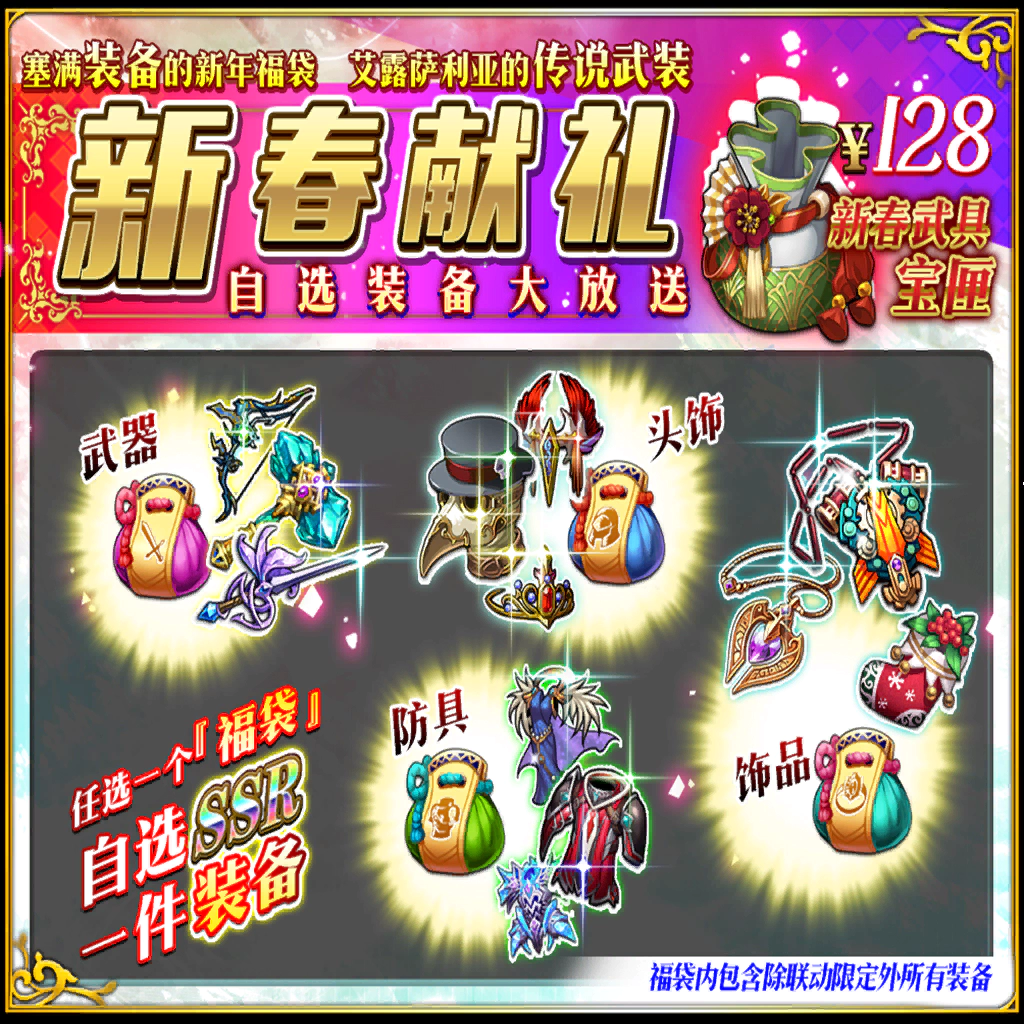 塞满装备的新年福袋 艾露萨利亚的传说武装
新春献礼
自选装备大放送
¥128
新春武具
宝匣
武器
头饰
防具
饰品
任选一个『福袋』
自选SSR
一件装备
福袋内包含除联动限定外所有装备